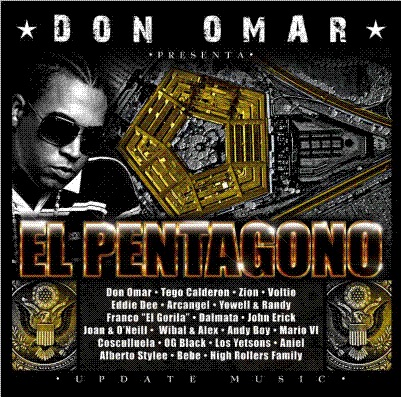 ★ DON OMAR ★
• PRESENTA •
EL PENTAGONO
Don Omar • Tego Calderon • Zion • Voltio
Eddie Dee • Arcangel • Yowell & Randy
Franco "El Gorila" • Dalmata • John Erick
Joan & O'Neill • Wibal & Alex • Andy Boy • Mario VI
Cosculluela • OG Black • Los Yetsons • Aniel
Alberto Stylee • Bebe • High Rollers Family
• UPDATE MUSIC •